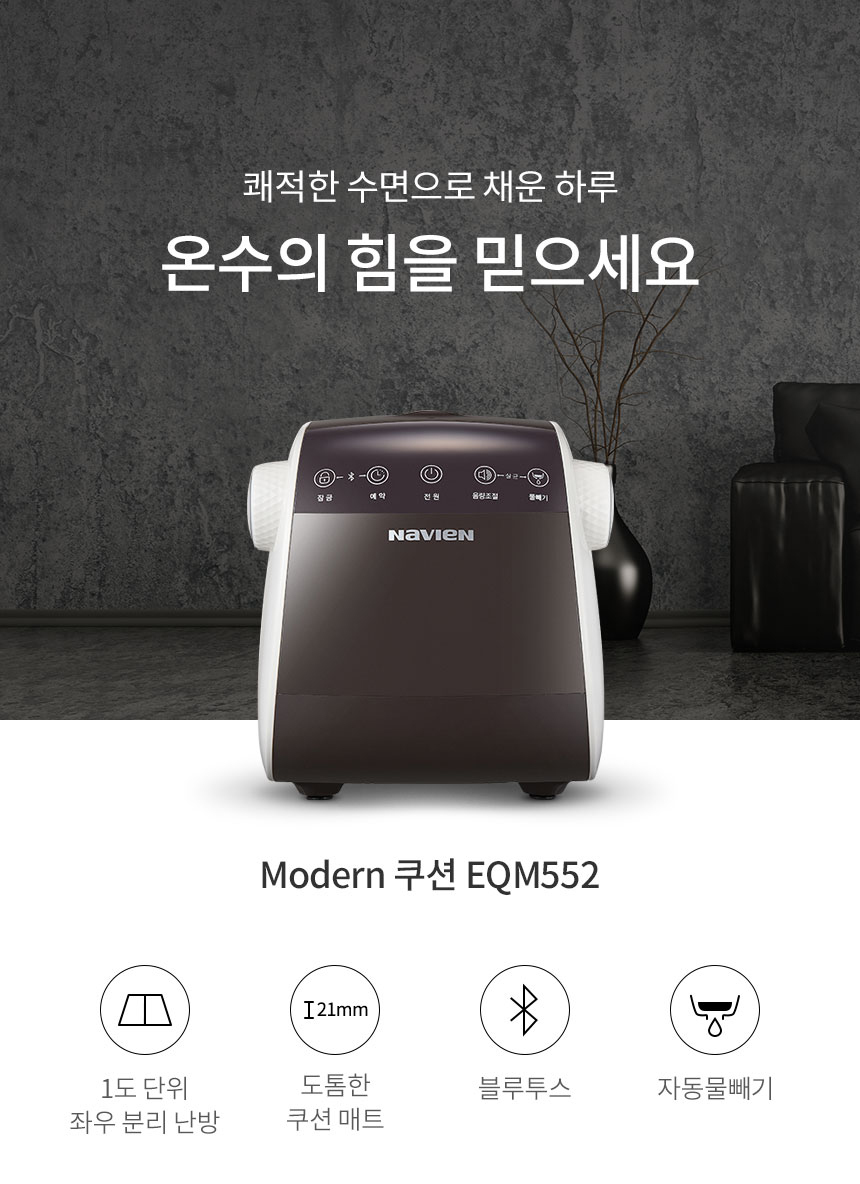 쾌적한 수면으로 채운 하루
온수의 힘을 믿으세요
살균
잠금 예약 전원 음량조절 물빼기
NAVIEN
Modern 쿠션 EQM552
21mm
1도 단위
좌우 분리 난방
도톰한
쿠션 매트
블루투스
자동물빼기